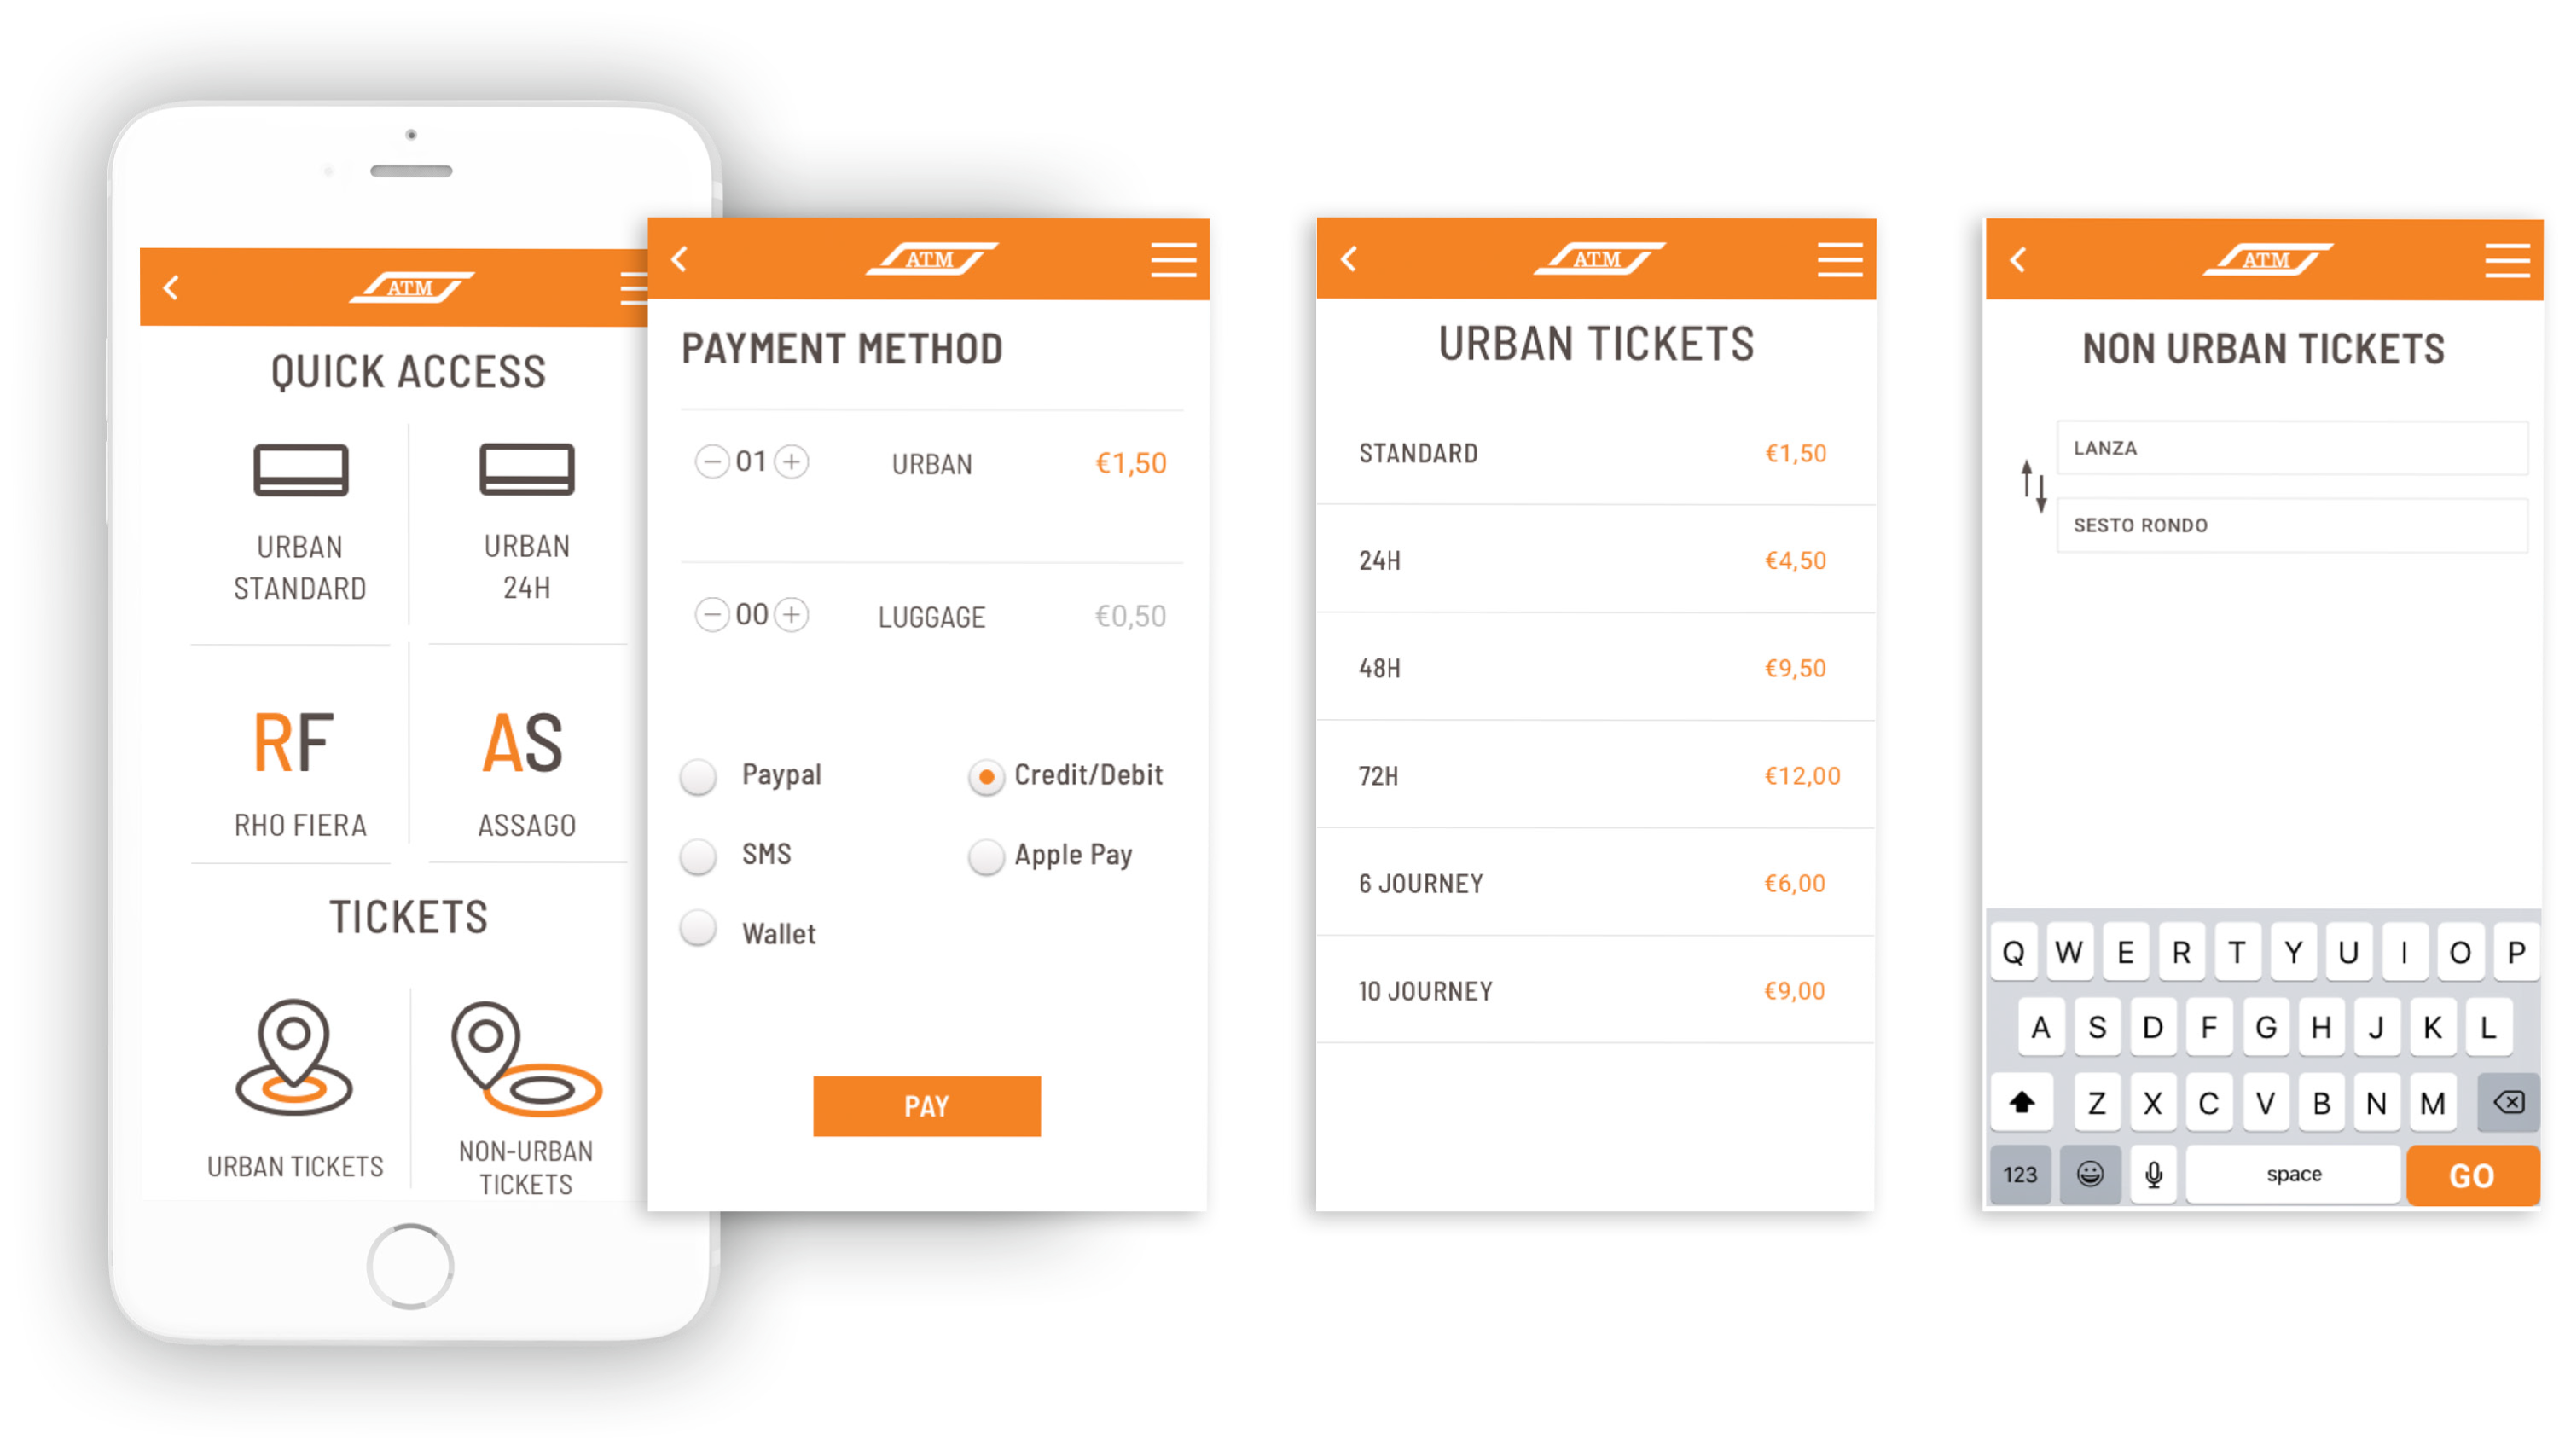 ATM
QUICK ACCESS
URBAN
STANDARD
URBAN
24H
RF
RHO FIERA
AS
ASSAGO
TICKETS
URBAN TICKETS
NON-URBAN
TICKETS
ATM
PAYMENT METHOD
01 URBAN €1,50
00 LUGGAGE €0,50
Paypal Credit/Debit
SMS Apple Pay
Wallet
PAY
ATM
URBAN TICKETS
STANDARD €1,50
24H €4,50
48H €9,50
72H €12,00
6 JOURNEY €6,00
10 JOURNEY €9,00
ATM
NON URBAN TICKETS
LANZA
SESTO RONDO
Q W E R T Y U I O P
A S D F G H J K L
Z X C V B N M
123 space GO